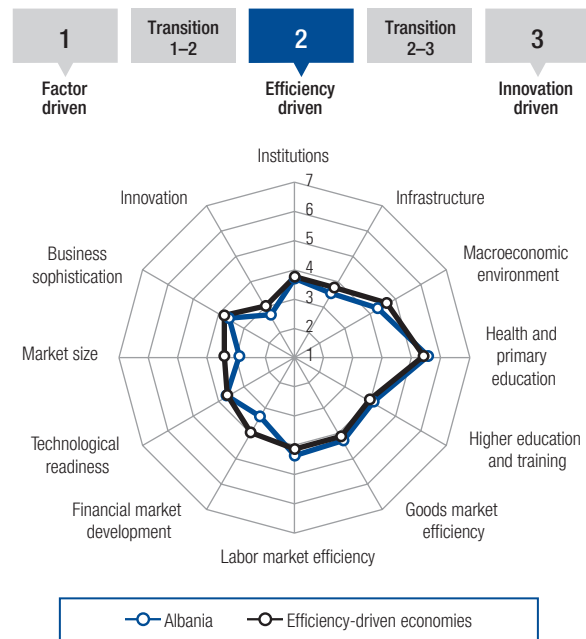 1
Transition
1–2
2
Transition
2–3
3
Factor
driven
Efficiency
driven
Innovation
driven
Institutions
Innovation
Infrastructure
Business
sophistication
Macroeconomic
environment
Market size
Health and
primary
education
Technological
readiness
Higher education
and training
Financial market
development
Goods market
efficiency
Labor market efficiency
7
6
5
4
3
2
1
Albania
Efficiency-driven economies